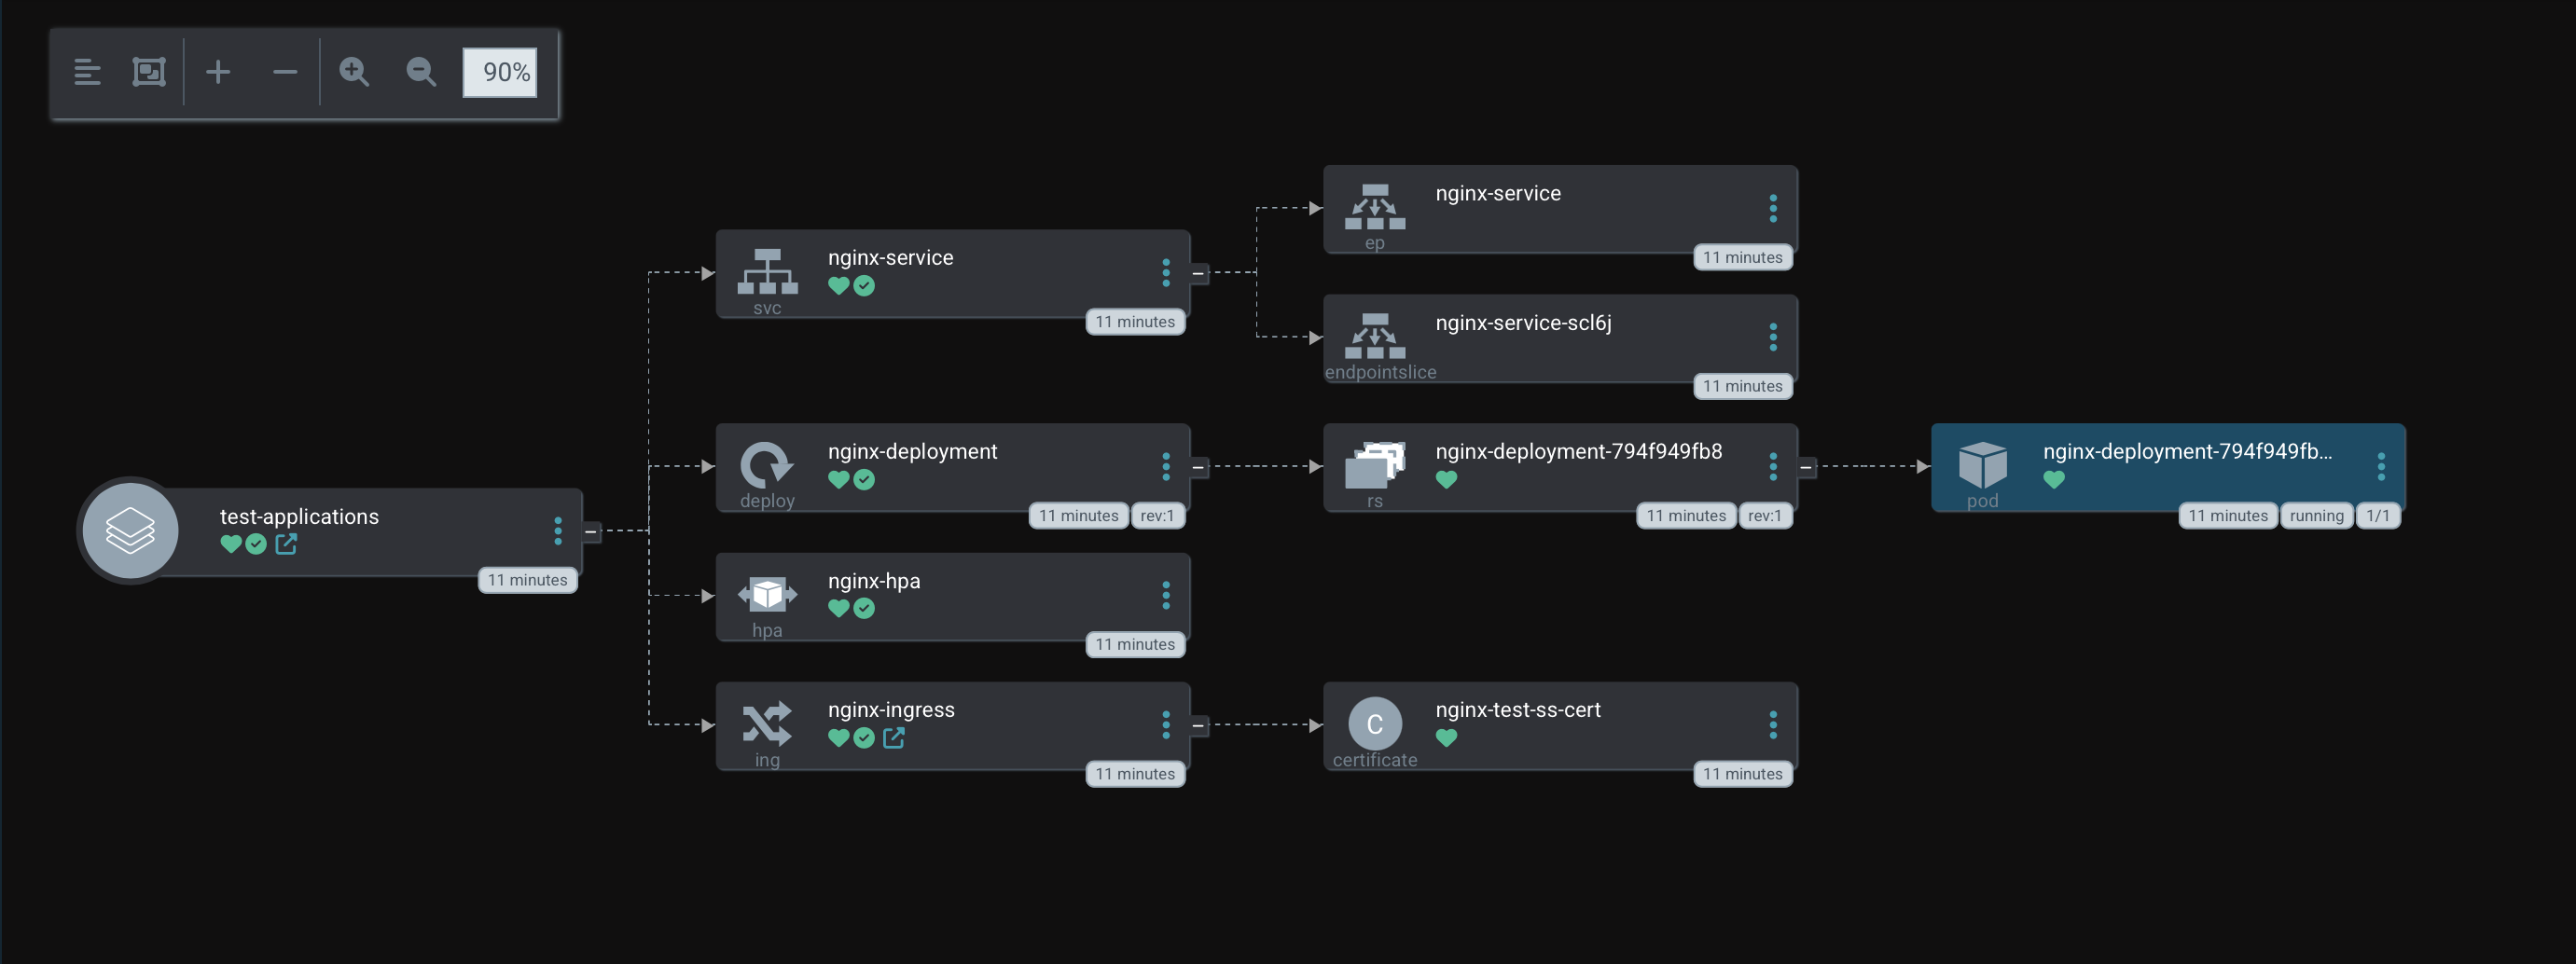 90%
test-applications
11 minutes
nginx-service
svc
11 minutes
nginx-deployment
deploy
11 minutes rev:1
nginx-hpa
hpa
11 minutes
nginx-ingress
ing
11 minutes
nginx-service
ep
11 minutes
nginx-service-scl6j
endpointslice
11 minutes
nginx-deployment-794f949fb8
rs
11 minutes rev:1
C
nginx-test-ss-cert
certificate
11 minutes
nginx-deployment-794f949fb...
pod
11 minutes running 1/1